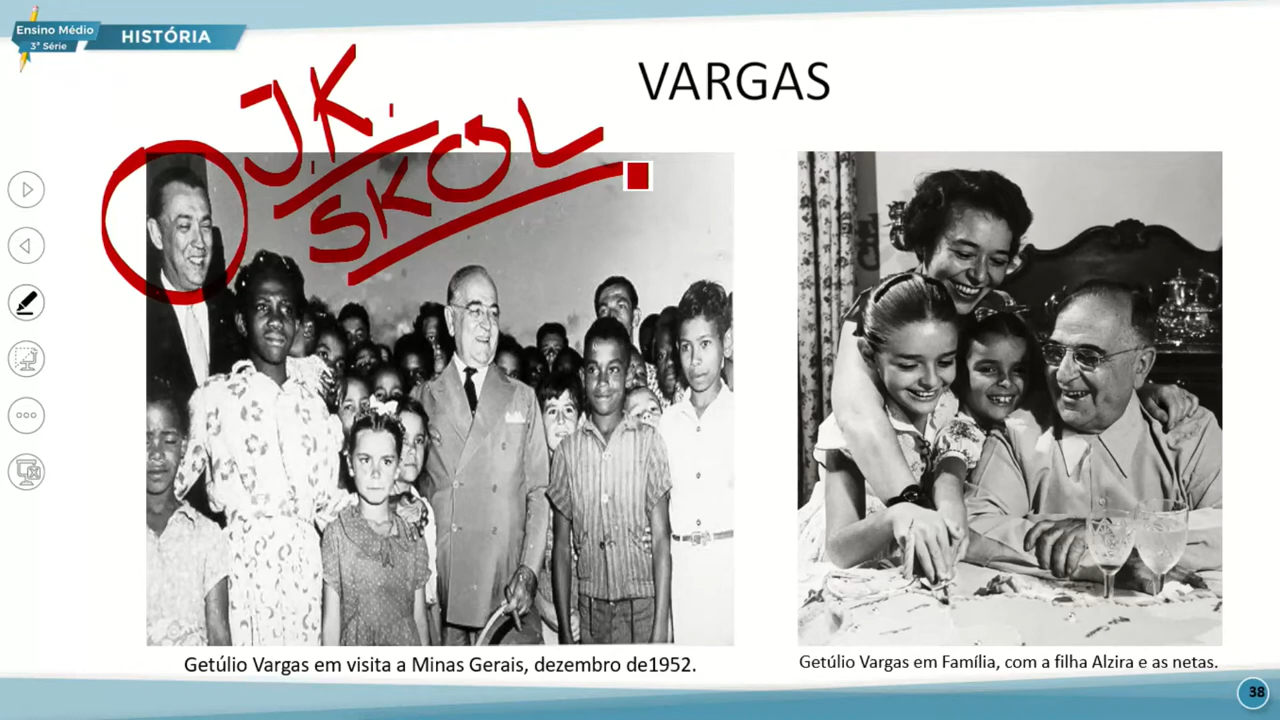 Ensino Médio
3ª Série
HISTÓRIA
VARGAS
J.K.
SKOL
Getúlio Vargas em visita a Minas Gerais, dezembro de1952.
Getúlio Vargas em Família, com a filha Alzira e as netas.
38